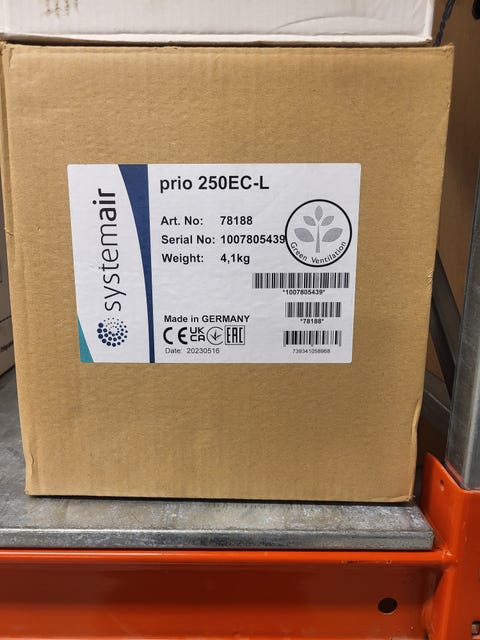 systemair
prio 250EC-L
Art. No: 78188
Serial No: 1007805439
Weight: 4,1kg
Green Ventilation
*1007805439*
*78188*
Made in GERMANY
CE UK CA EAC
Date: 20230516
739341058968